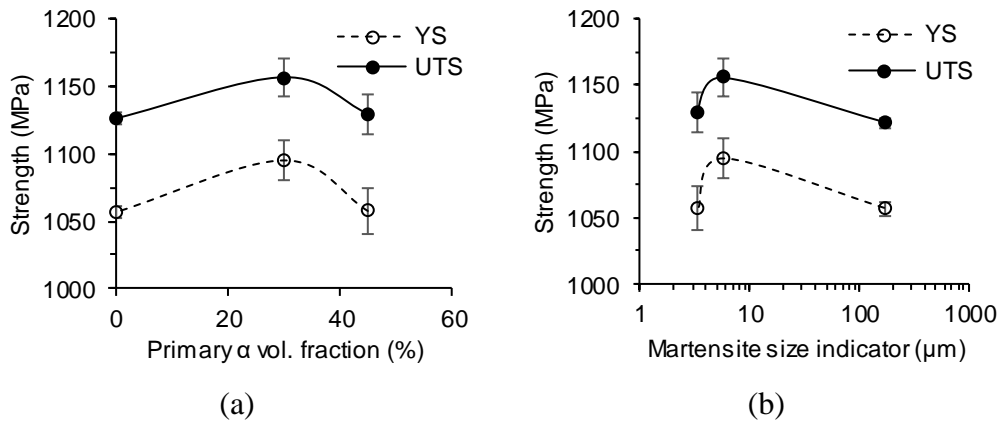 1200
1150
1100
1050
1000
Strength (MPa)
YS
UTS
0
20
40
60
Primary α vol. fraction (%)
(a)
1200
1150
1100
1050
1000
Strength (MPa)
YS
UTS
1
10
100
1000
Martensite size indicator (µm)
(b)